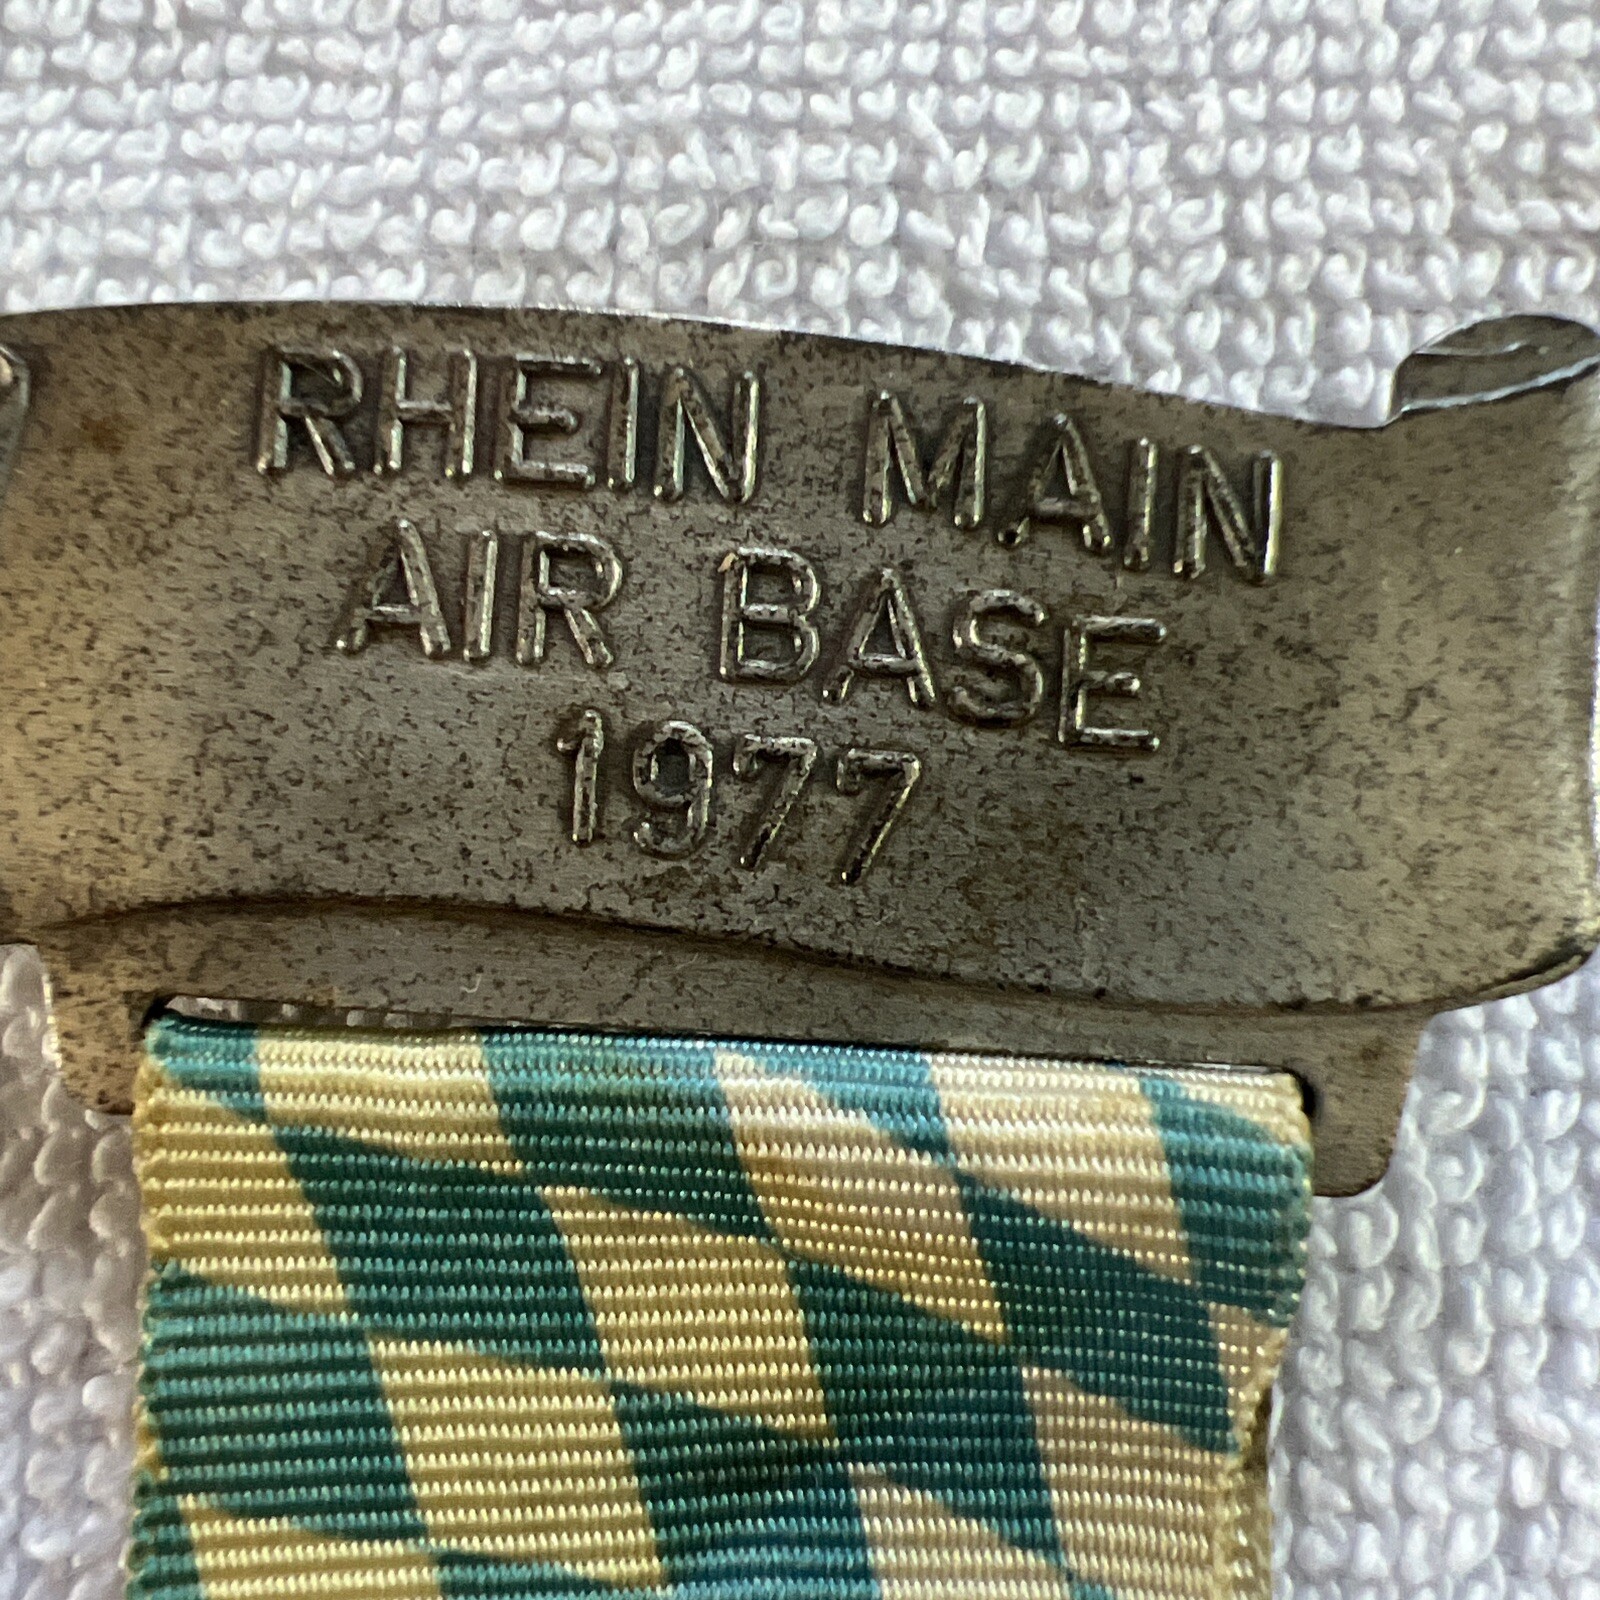 RHEIN MAIN
AIR BASE
1977